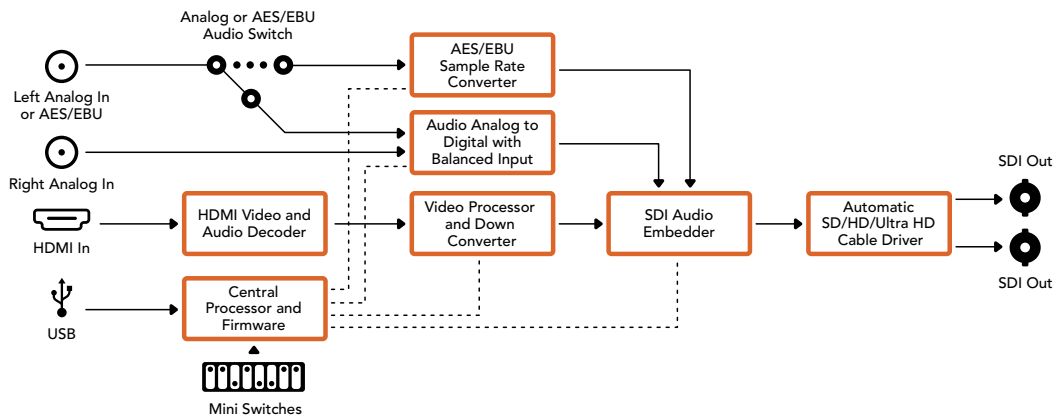 Analog or AES/EBU
Audio Switch
Left Analog In
or AES/EBU
AES/EBU
Sample Rate
Converter
Right Analog In
Audio Analog to
Digital with
Balanced Input
HDMI In
HDMI Video and
Audio Decoder
Video Processor
and Down
Converter
SDI Audio
Embedder
Automatic
SD/HD/Ultra HD
Cable Driver
SDI Out
SDI Out
USB
Central
Processor and
Firmware
Mini Switches